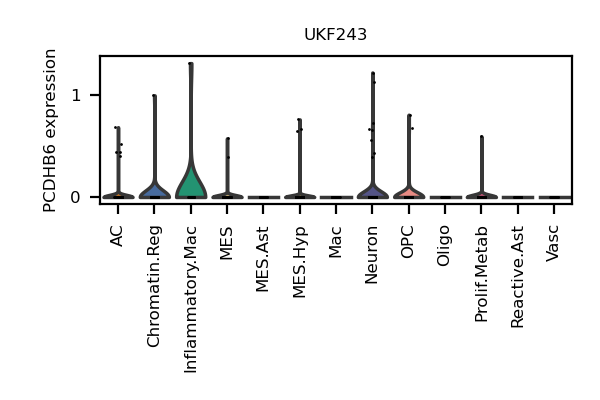 UKF243
PCDHB6 expression
1
0
AC
Chromatin.Reg
Inflammatory.Mac
MES
MES.Ast
MES.Hyp
Mac
Neuron
OPC
Oligo
Prolif.Metab
Reactive.Ast
Vasc